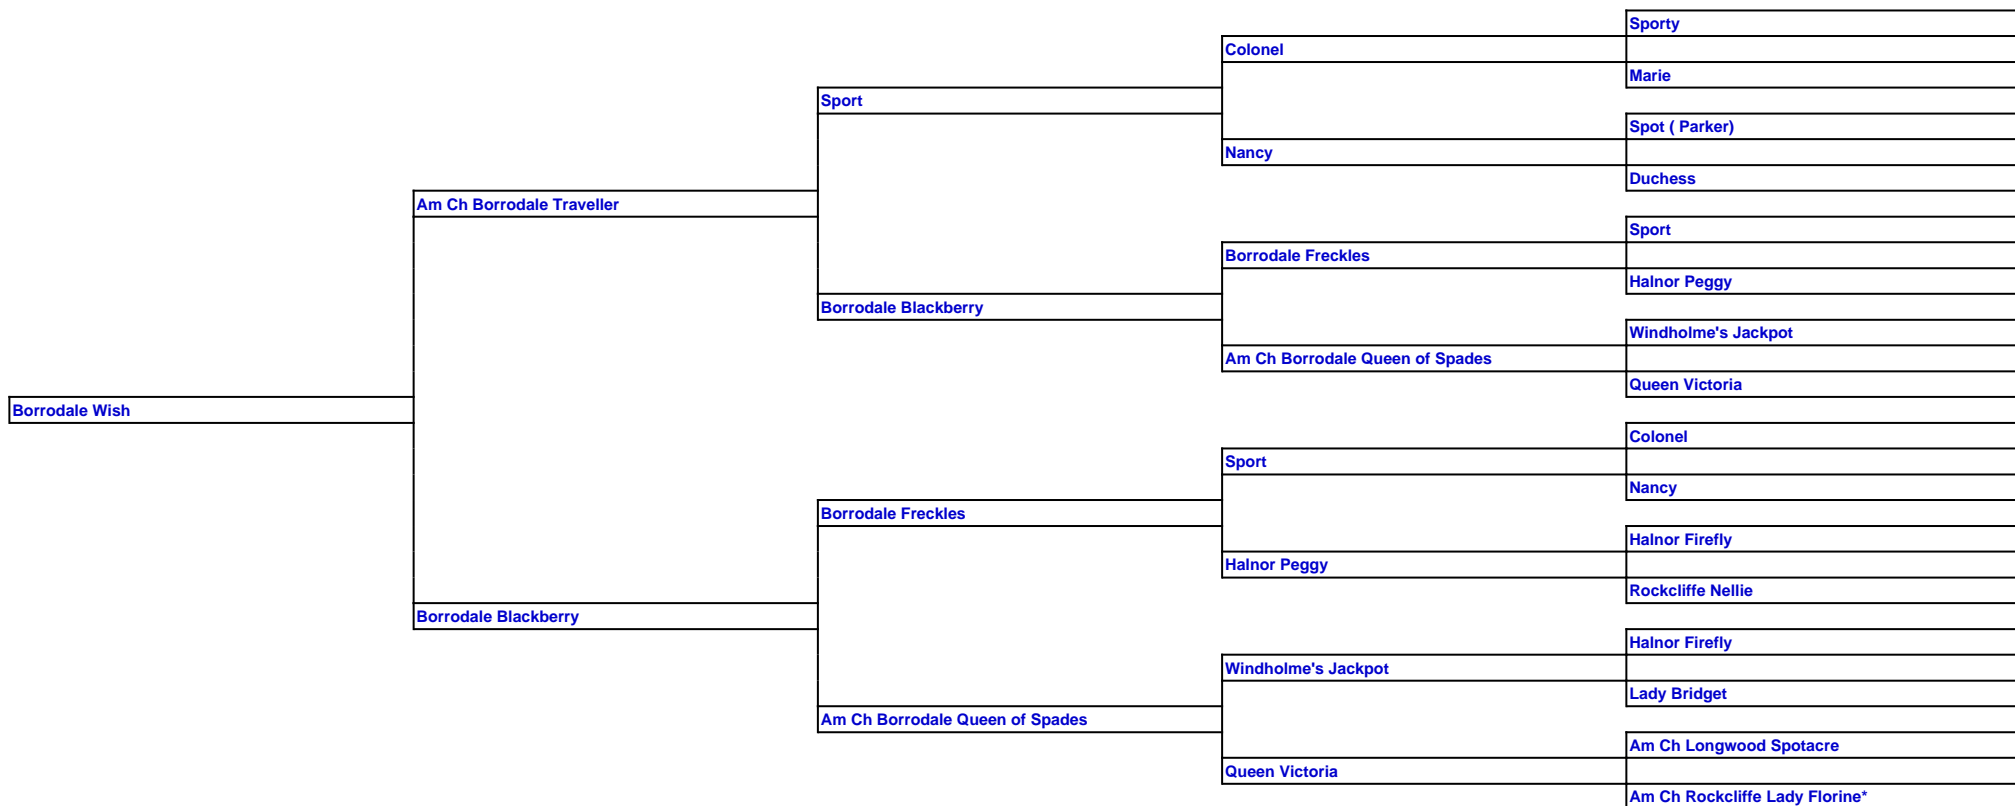 Sporty
Colonel
Marie
Sport
Spot ( Parker)
Nancy
Duchess
Am Ch Borrodale Traveller
Sport
Borrodale Freckles
Halnor Peggy
Borrodale Blackberry
Windholme's Jackpot
Am Ch Borrodale Queen of Spades
Queen Victoria
Borrodale Wish
Colonel
Sport
Nancy
Borrodale Freckles
Halnor Firefly
Halnor Peggy
Rockcliffe Nellie
Borrodale Blackberry
Halnor Firefly
Windholme's Jackpot
Lady Bridget
Am Ch Borrodale Queen of Spades
Am Ch Longwood Spotacre
Queen Victoria
Am Ch Rockcliffe Lady Florine*